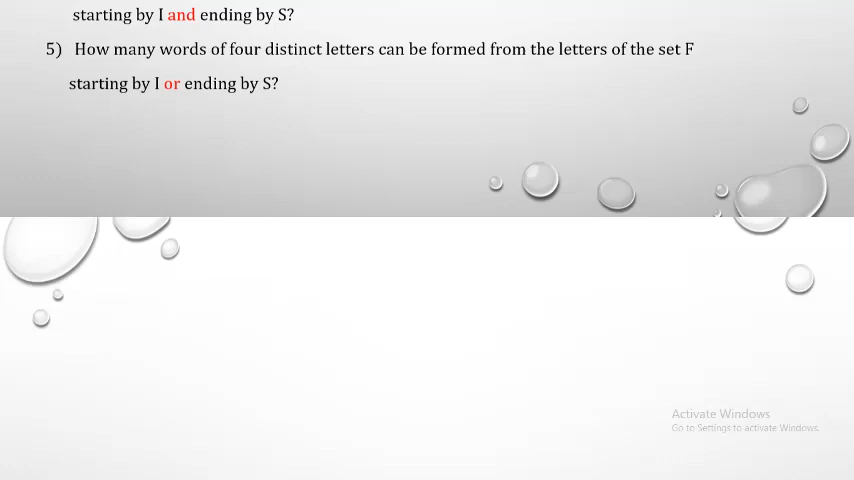 starting by I and ending by S?
5) How many words of four distinct letters can be formed from the letters of the set F
starting by I or ending by S?
Activate Windows
Go to Settings to activate Windows.